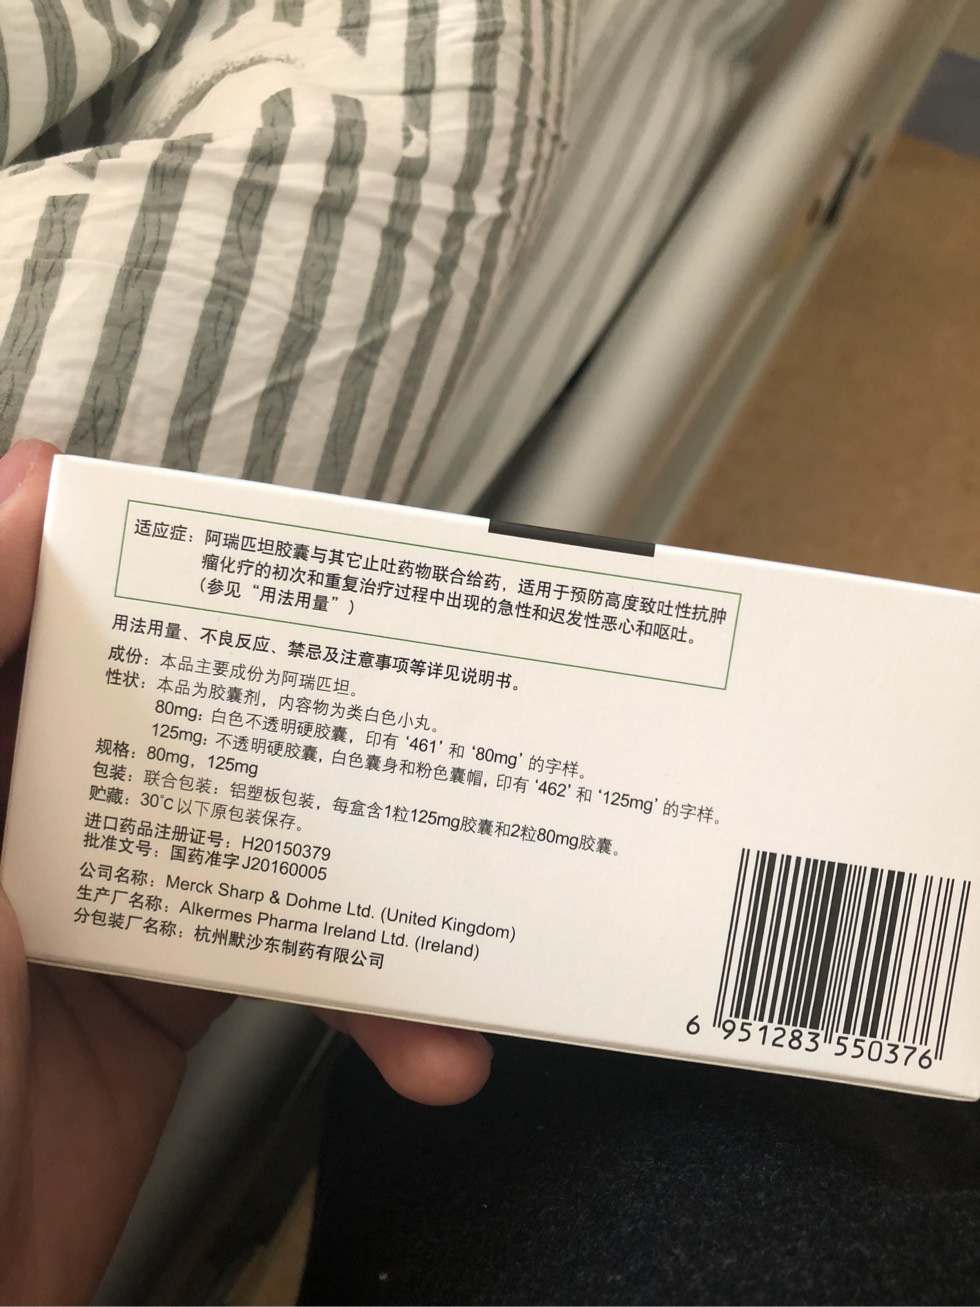 适应症：阿瑞匹坦胶囊与其它止吐药物联合给药，适用于预防高度致吐性抗肿
瘤化疗的初次和重复治疗过程中出现的急性和迟发性恶心和呕吐。
（参见“用法用量”）
用法用量、不良反应、禁忌及注意事项等详见说明书。
成份：本品主要成份为阿瑞匹坦。
性状：本品为胶囊剂，内容物为类白色小丸。
80mg：白色不透明硬胶囊，印有‘461’和‘80mg’的字样。
125mg：不透明硬胶囊，白色囊身和粉色囊帽，印有‘462’和‘125mg’的字样。
规格：80mg，125mg
包装：联合包装：铝塑板包装，每盒含1粒125mg胶囊和2粒80mg胶囊。
贮藏：30℃以下原包装保存。
进口药品注册证号：H20150379
批准文号：国药准字J20160005
公司名称：Merck Sharp & Dohme Ltd. (United Kingdom)
生产厂名称：Alkermes Pharma Ireland Ltd. (Ireland)
分包装厂名称：杭州默沙东制药有限公司
6 951283 550376